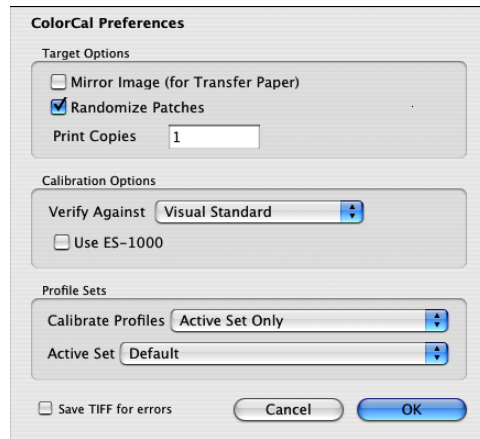 ColorCal Preferences
Target Options
Mirror Image (for Transfer Paper)
Randomize Patches
Print Copies 1
Calibration Options
Verify Against Visual Standard
Use ES-1000
Profile Sets
Calibrate Profiles Active Set Only
Active Set Default
Save TIFF for errors Cancel OK